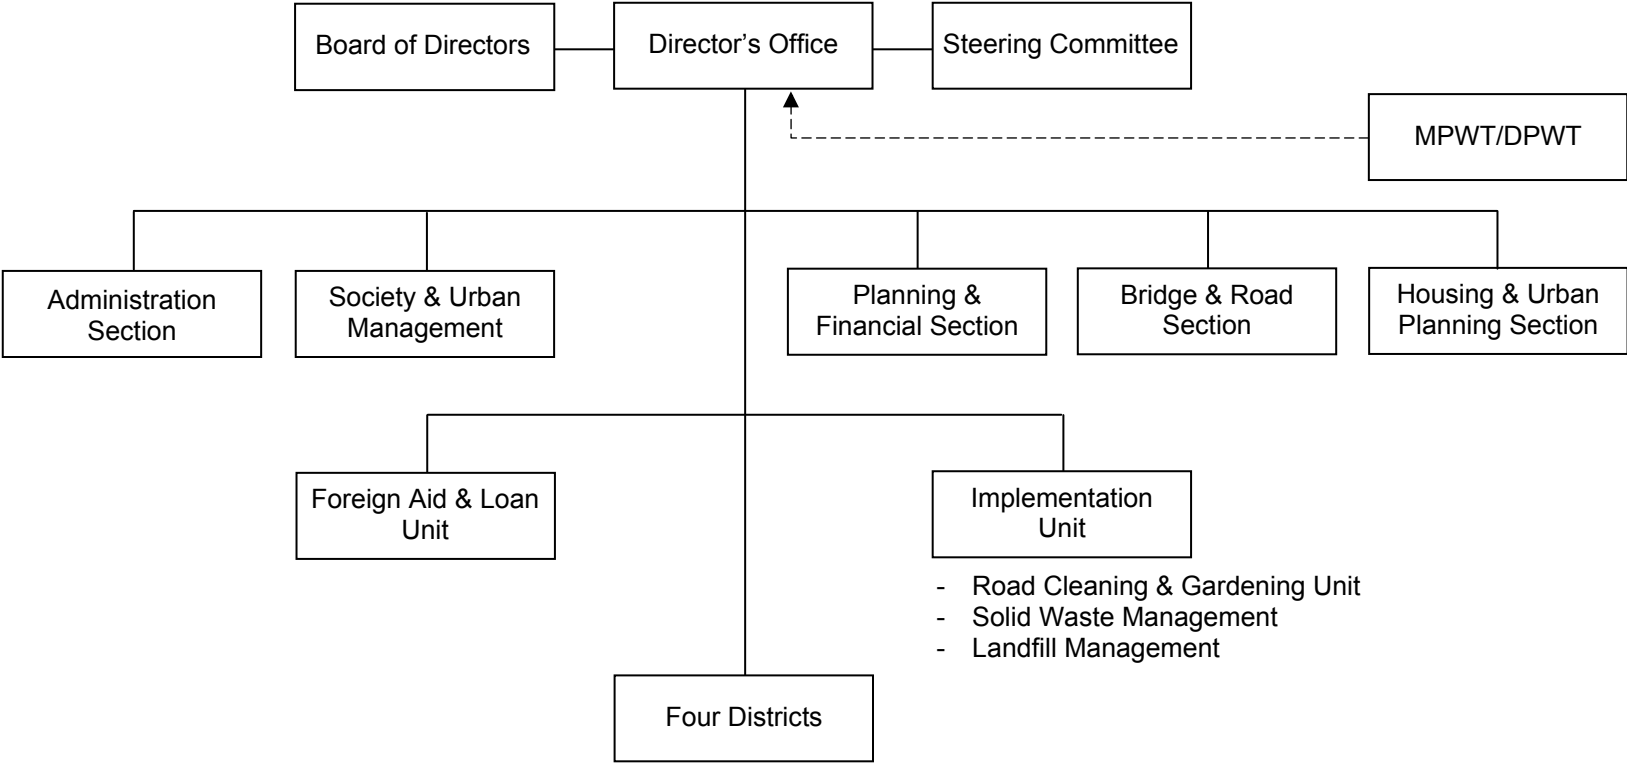 Board of Directors
Director’s Office
Steering Committee
MPWT/DPWT
Administration
Section
Society & Urban
Management
Planning &
Financial Section
Bridge & Road
Section
Housing & Urban
Planning Section
Foreign Aid & Loan
Unit
Implementation
Unit
- Road Cleaning & Gardening Unit
- Solid Waste Management
- Landfill Management
Four Districts